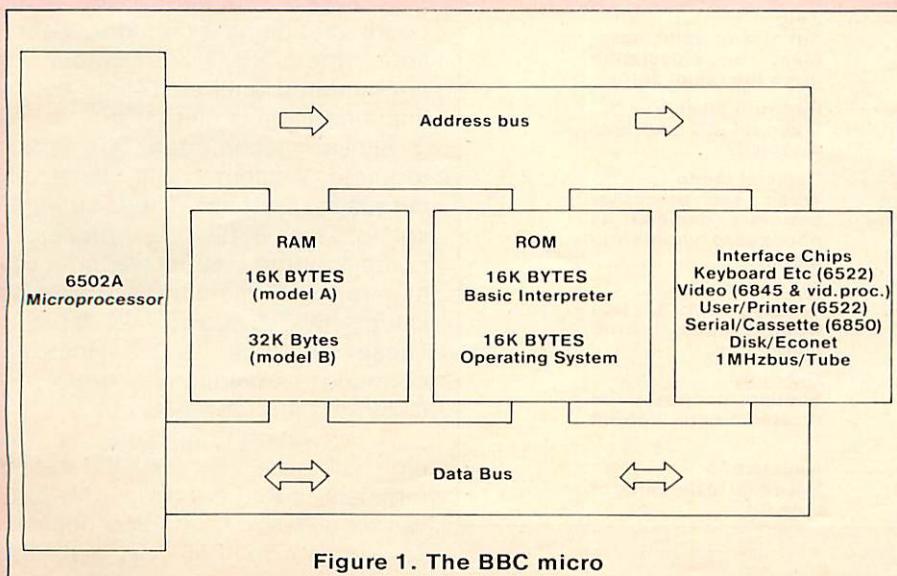 Address bus
6502A
Microprocessor
RAM
16K BYTES
(model A)
32K Bytes
(model B)
ROM
16K BYTES
Basic Interpreter
16K BYTES
Operating System
Interface Chips
Keyboard Etc (6522)
Video (6845 & vid.proc.)
User/Printer (6522)
Serial/Cassette (6850)
Disk/Econet
1MHzbus/Tube
Data Bus
Figure 1. The BBC micro